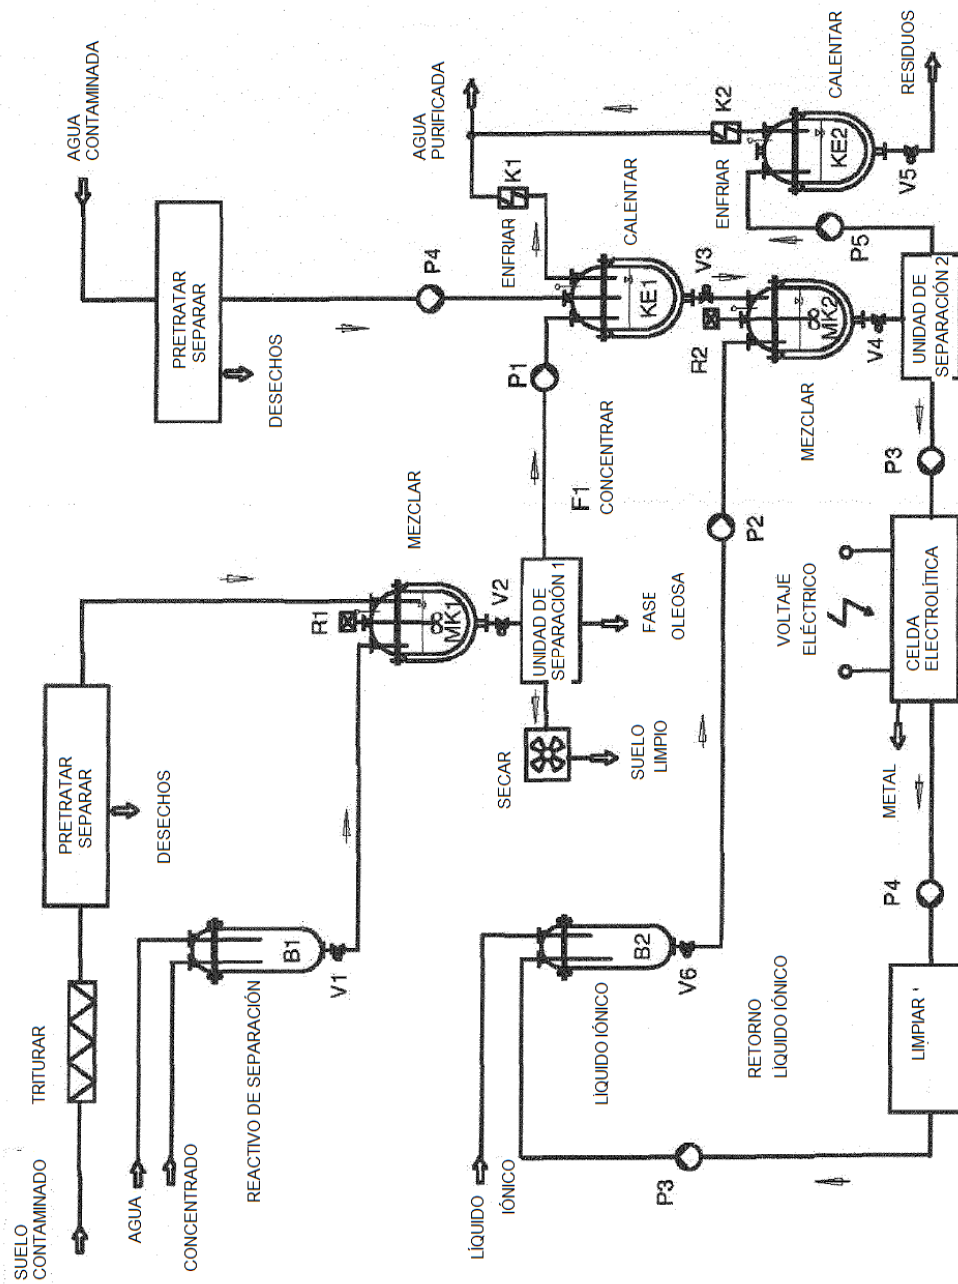 SUELO
CONTAMINADO
TRITURAR
PRETRATAR
SEPARAR
DESECHOS
AGUA
CONTAMINADA
PRETRATAR
SEPARAR
DESECHOS
AGUA
CONCENTRADO
REACTIVO DE SEPARACIÓN
B1
V1
R1
MK1
MEZCLAR
V2
UNIDAD DE
SEPARACIÓN 1
SECAR
SUELO
LIMPIO
FASE
OLEOSA
F1
CONCENTRAR
P1
P4
AGUA
PURIFICADA
K1
ENFRIAR
CALENTAR
KE1
V3
K2
ENFRIAR
CALENTAR
KE2
V5
RESIDUOS
P5
R2
MK2
MEZCLAR
V4
UNIDAD DE
SEPARACIÓN 2
LÍQUIDO
IÓNICO
LÍQUIDO IÓNICO
B2
V6
P2
RETORNO
LÍQUIDO IÓNICO
P3
VOLTAJE
ELÉCTRICO
CELDA
ELECTROLÍTICA
METAL
P4
LIMPIAR
P3